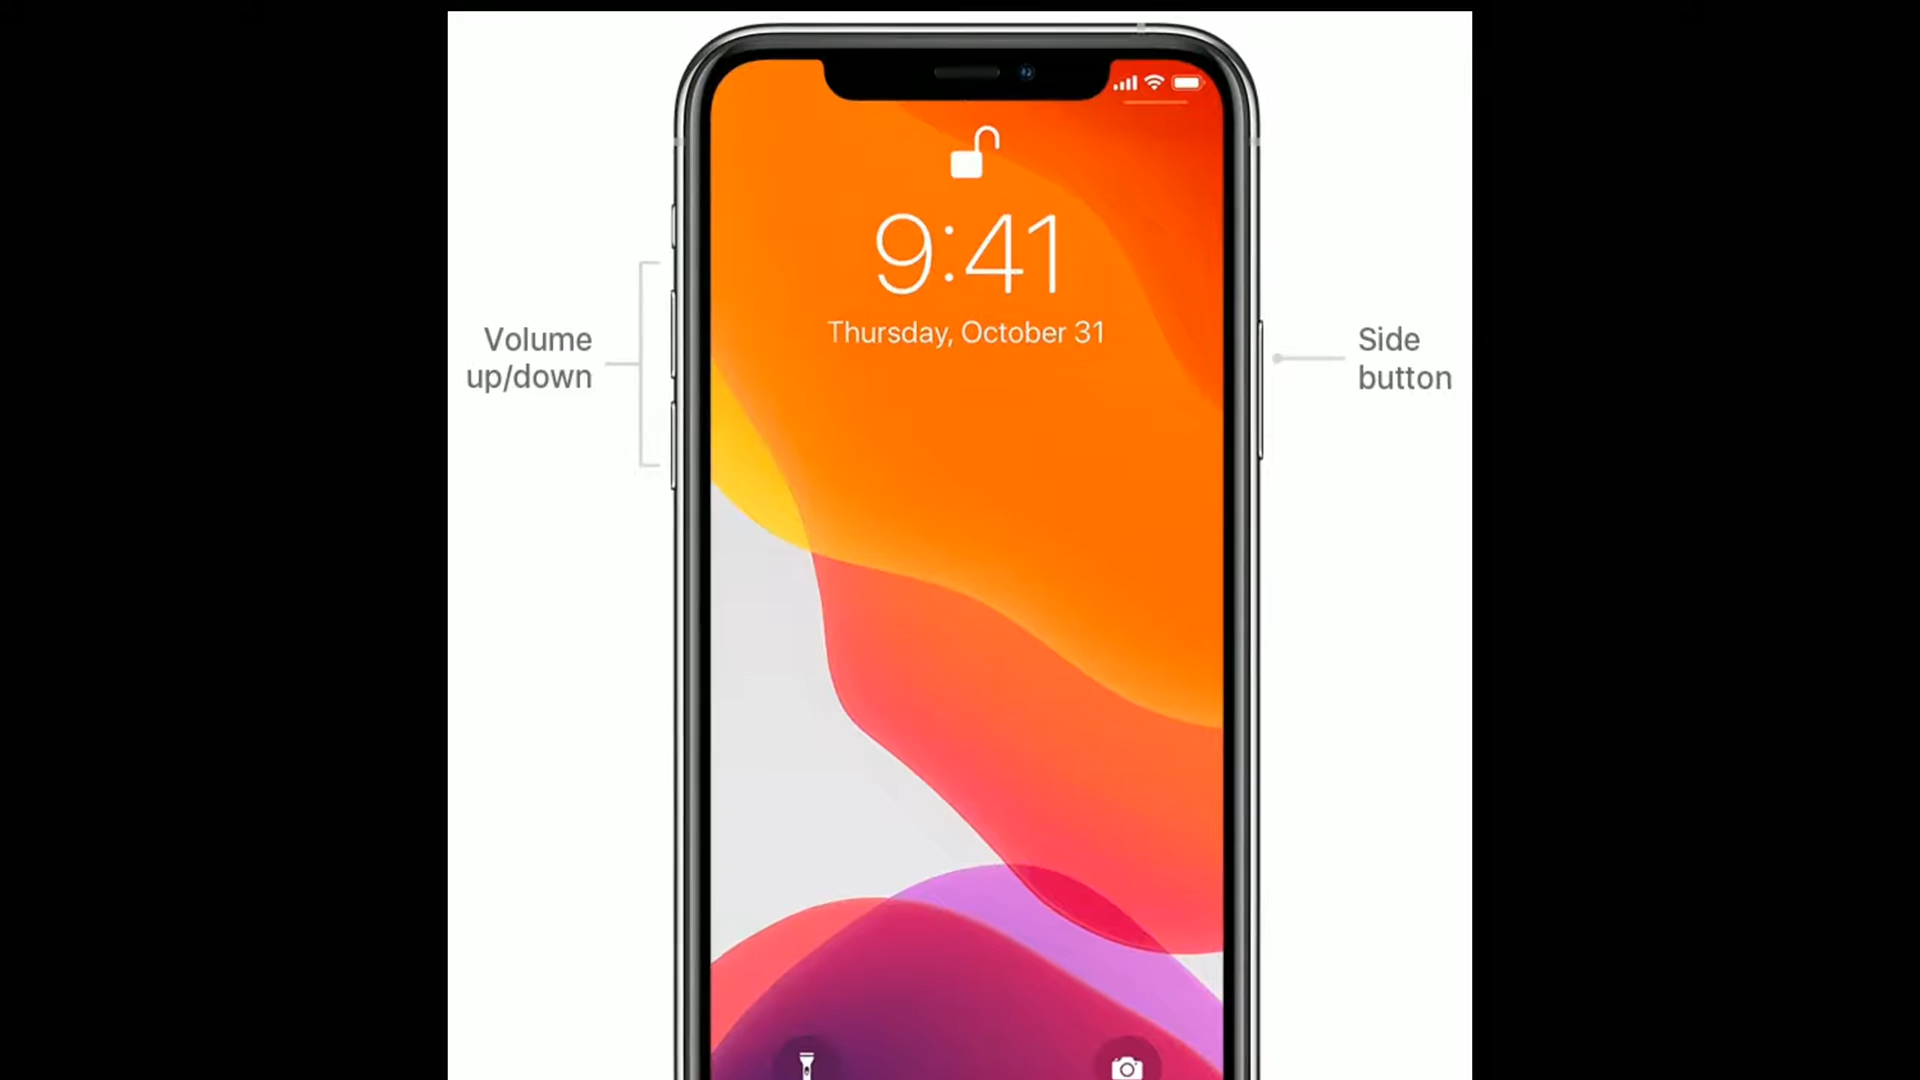 9:41
Thursday, October 31
Volume
up/down
Side
button